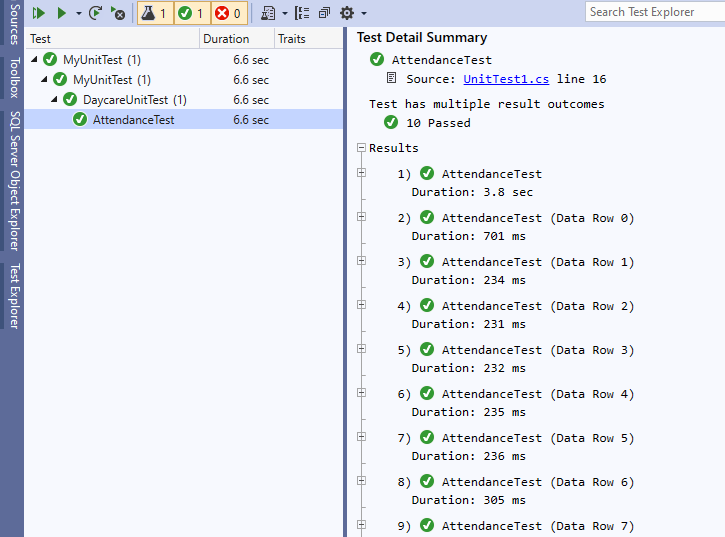 Sources
Toolbox
SQL Server Object Explorer
Test Explorer
1 1 0
Search Test Explorer
Test Duration Traits
MyUnitTest (1) 6.6 sec
MyUnitTest (1) 6.6 sec
DaycareUnitTest (1) 6.6 sec
AttendanceTest 6.6 sec
Test Detail Summary
AttendanceTest
Source: UnitTest1.cs line 16
Test has multiple result outcomes
10 Passed
Results
1) AttendanceTest
Duration: 3.8 sec
2) AttendanceTest (Data Row 0)
Duration: 701 ms
3) AttendanceTest (Data Row 1)
Duration: 234 ms
4) AttendanceTest (Data Row 2)
Duration: 231 ms
5) AttendanceTest (Data Row 3)
Duration: 232 ms
6) AttendanceTest (Data Row 4)
Duration: 235 ms
7) AttendanceTest (Data Row 5)
Duration: 236 ms
8) AttendanceTest (Data Row 6)
Duration: 305 ms
9) AttendanceTest (Data Row 7)